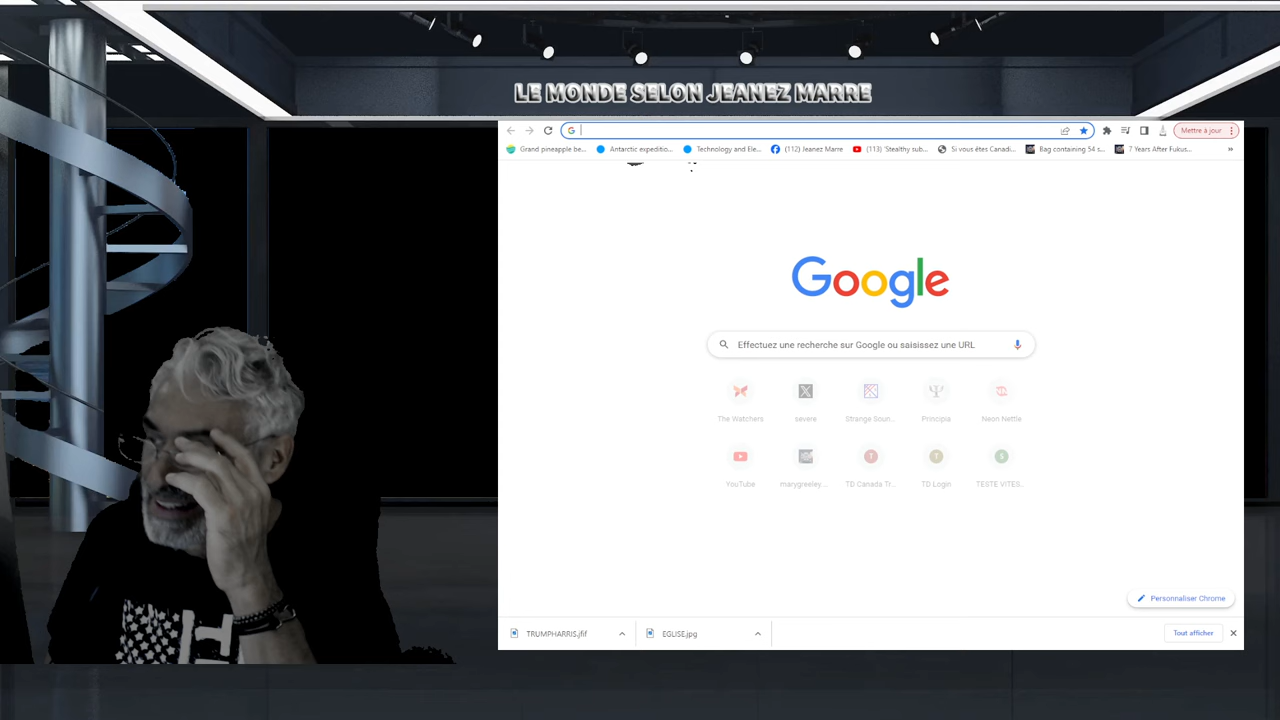 LE MONDE SELON JEANEZ MARRE
Mettre à jour
Grand pineapple be... Antarctic expeditio... Technology and Ele... (112) Jeanez Marre (113) 'Stealthy sub... Si vous êtes Canadi... Bag containing 54 s... 7 Years After Fukus... »
Google
Effectuez une recherche sur Google ou saisissez une URL
The Watchers severe Strange Soun... Principia Neon Nettle
YouTube marygreeley... TD Canada Tr... TD Login TESTE VITES...
Personnaliser Chrome
TRUMPHARRIS.jfif EGLISE.jpg Tout afficher